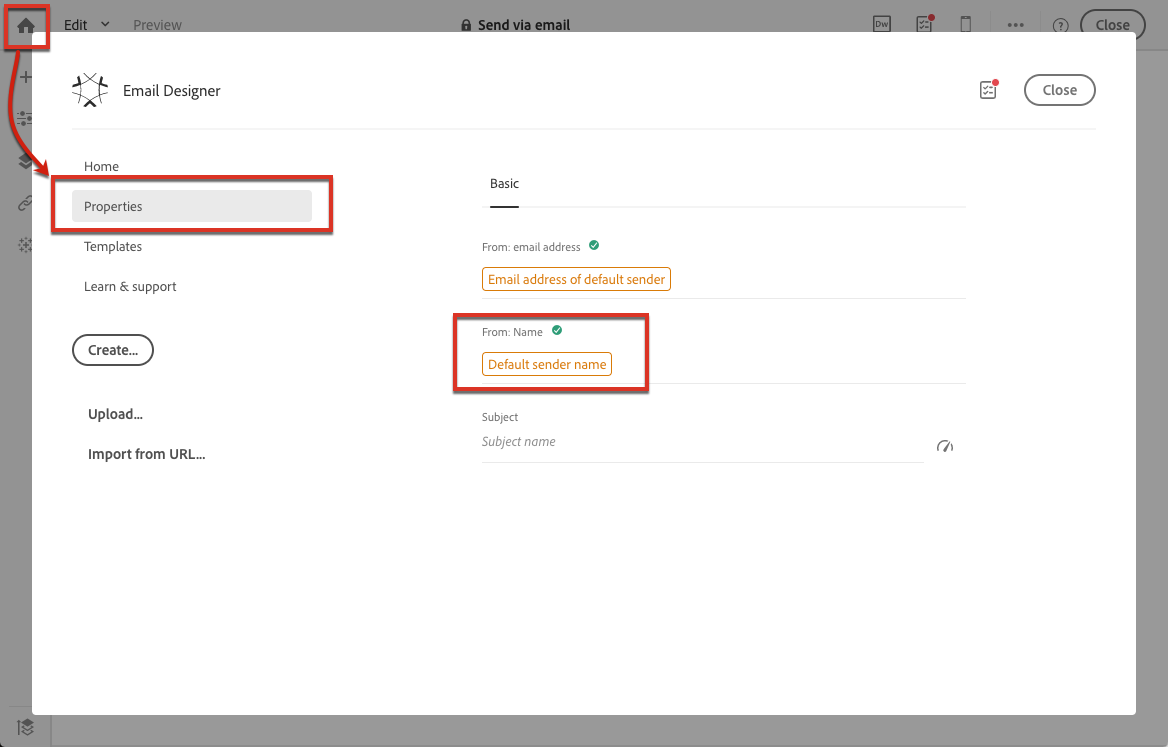 Edit Preview Send via email Dw ? Close
Email Designer Close
Home
Properties
Templates
Learn & support
Create...
Upload...
Import from URL...
Basic
From: email address
Email address of default sender
From: Name
Default sender name
Subject
Subject name